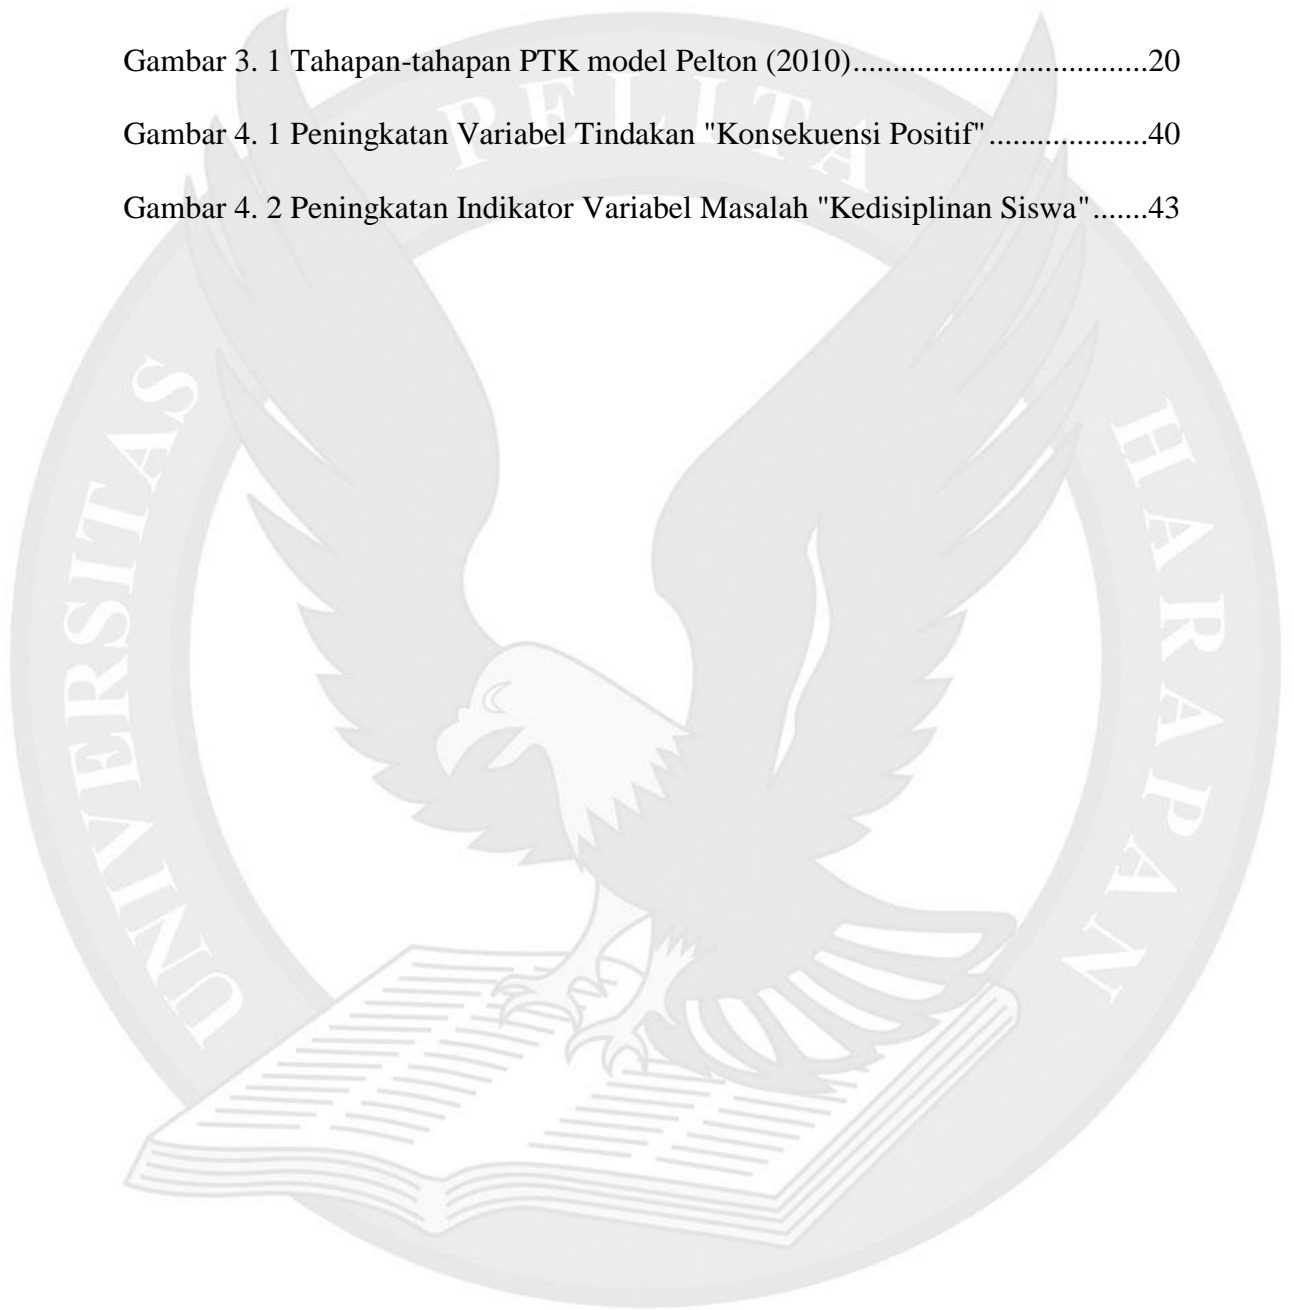 Gambar 3. 1 Tahapan-tahapan PTK model Pelton (2010).....................................20
Gambar 4. 1 Peningkatan Variabel Tindakan "Konsekuensi Positif"....................40
Gambar 4. 2 Peningkatan Indikator Variabel Masalah "Kedisiplinan Siswa".......43
UNIVERSITAS PELITA HARAPAN